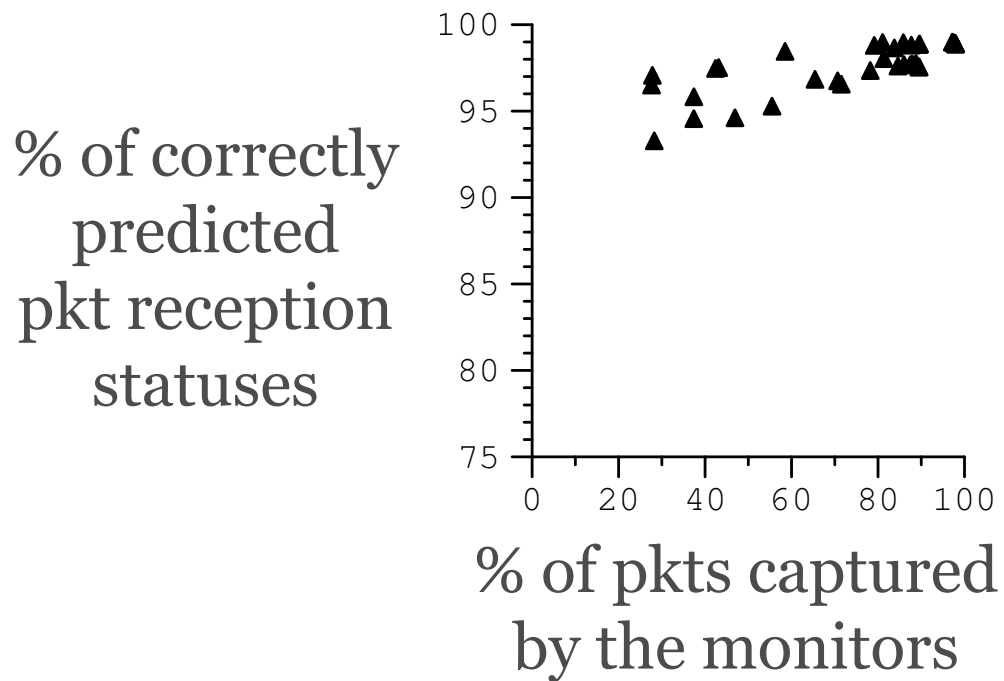 % of correctly
predicted
pkt reception
statuses
100
95
90
85
80
75
0 20 40 60 80 100
% of pkts captured
by the monitors